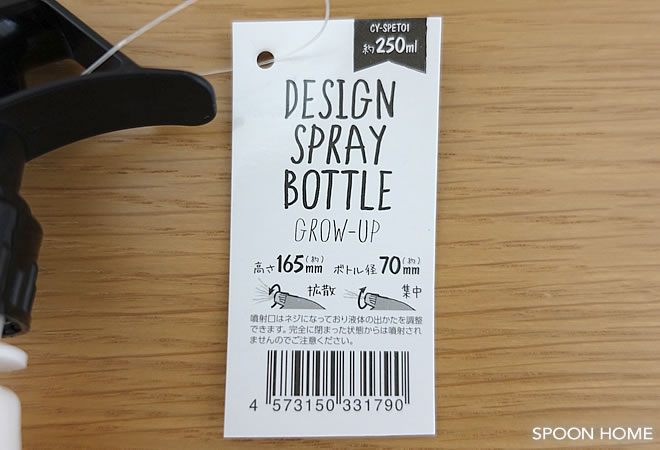 CY-SPET01
約250ml
DESIGN
SPRAY
BOTTLE
GROW-UP
高さ165(約)mm ボトル径70(約)mm
拡散 集中
噴射口はネジになっており液体の出かたを調整
できます。完全に閉まった状態からは噴射され
ませんのでご注意ください。
4 573150 331790
SPOON HOME